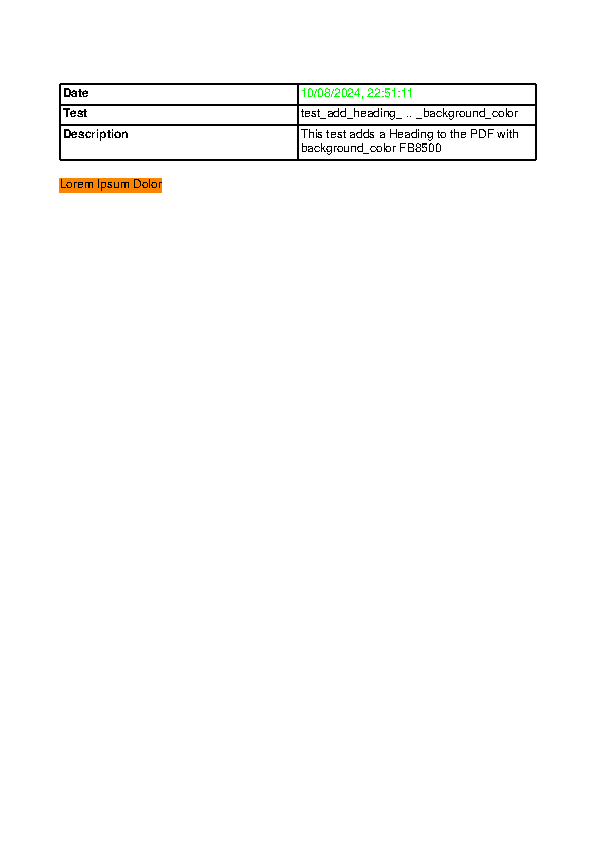 Date 10/08/2024, 22:51:11
Test test_add_heading_ .. _background_color
Description This test adds a Heading to the PDF with
background_color FB8500
Lorem Ipsum Dolor